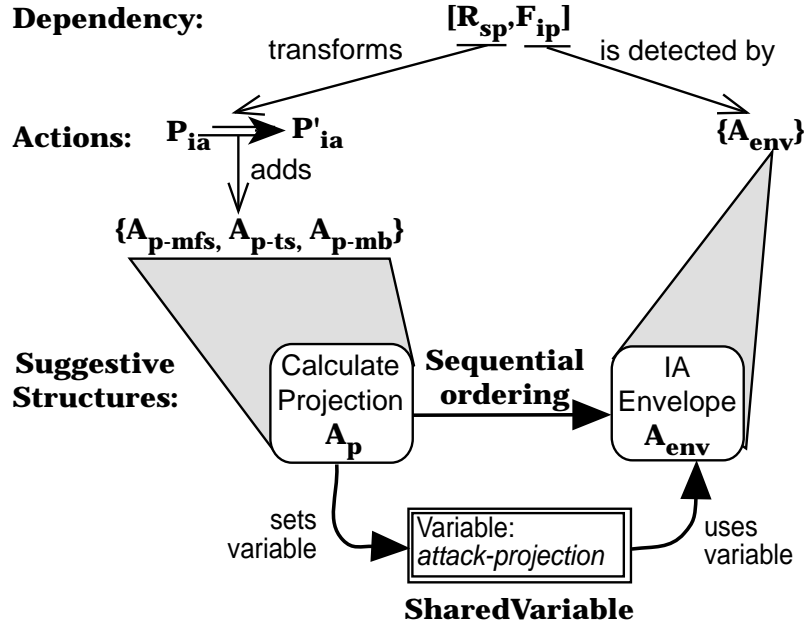 Dependency: [R_sp,F_ip]
transforms is detected by
Actions: P_ia P'_ia {A_env}
adds
{A_p-mfs, A_p-ts, A_p-mb}
Suggestive Structures:
Calculate Projection A_p
Sequential ordering
IA Envelope A_env
sets variable
Variable: attack-projection
uses variable
SharedVariable